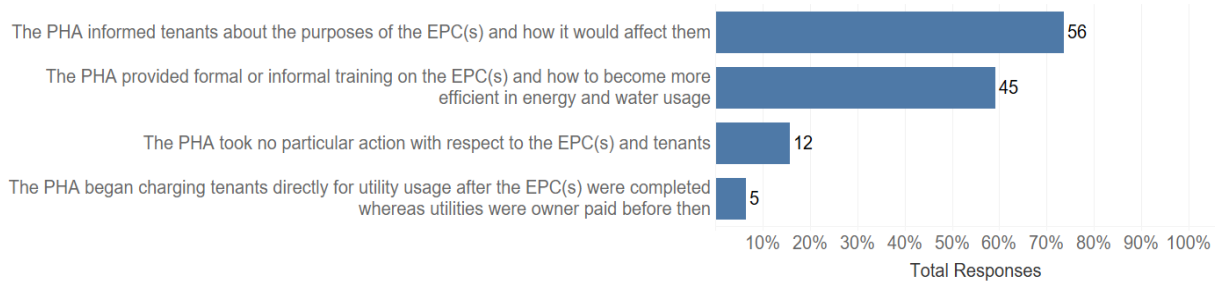 The PHA informed tenants about the purposes of the EPC(s) and how it would affect them
56
The PHA provided formal or informal training on the EPC(s) and how to become more
efficient in energy and water usage
45
The PHA took no particular action with respect to the EPC(s) and tenants
12
The PHA began charging tenants directly for utility usage after the EPC(s) were completed
whereas utilities were owner paid before then
5
10% 20% 30% 40% 50% 60% 70% 80% 90% 100%
Total Responses